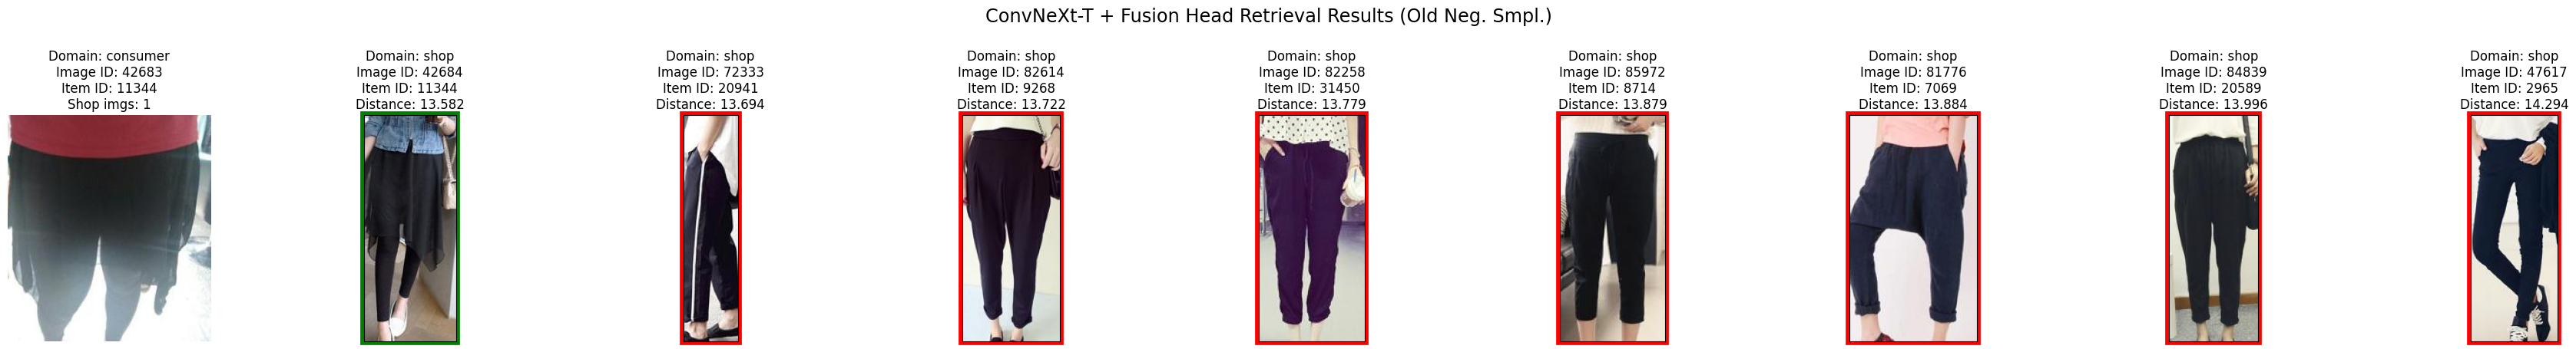 ConvNeXt-T + Fusion Head Retrieval Results (Old Neg. Smpl.)
Domain: consumer
Image ID: 42683
Item ID: 11344
Shop imgs: 1
Domain: shop
Image ID: 42684
Item ID: 11344
Distance: 13.582
Domain: shop
Image ID: 72333
Item ID: 20941
Distance: 13.694
Domain: shop
Image ID: 82614
Item ID: 9268
Distance: 13.722
Domain: shop
Image ID: 82258
Item ID: 31450
Distance: 13.779
Domain: shop
Image ID: 85972
Item ID: 8714
Distance: 13.879
Domain: shop
Image ID: 81776
Item ID: 7069
Distance: 13.884
Domain: shop
Image ID: 84839
Item ID: 20589
Distance: 13.996
Domain: shop
Image ID: 47617
Item ID: 2965
Distance: 14.294